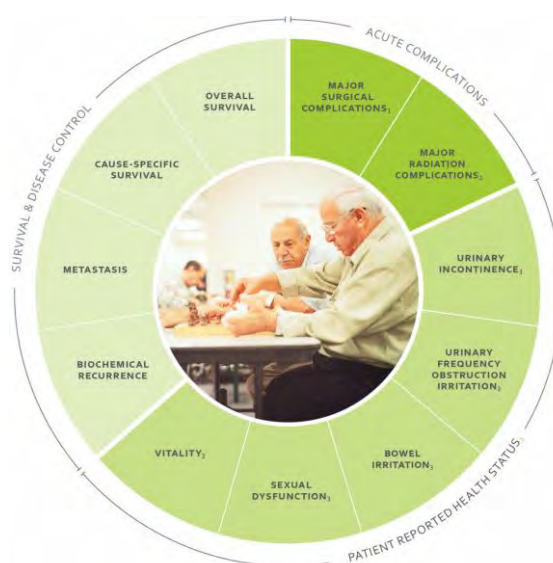 ACUTE COMPLICATIONS
MAJOR
SURGICAL
COMPLICATIONS₁
MAJOR
RADIATION
COMPLICATIONS₂
PATIENT REPORTED HEALTH STATUS
URINARY
INCONTINENCE₃
URINARY
FREQUENCY
OBSTRUCTION
IRRITATION₃
BOWEL
IRRITATION₃
SEXUAL
DYSFUNCTION₃
VITALITY₃
SURVIVAL & DISEASE CONTROL
BIOCHEMICAL
RECURRENCE
METASTASIS
CAUSE-SPECIFIC
SURVIVAL
OVERALL
SURVIVAL